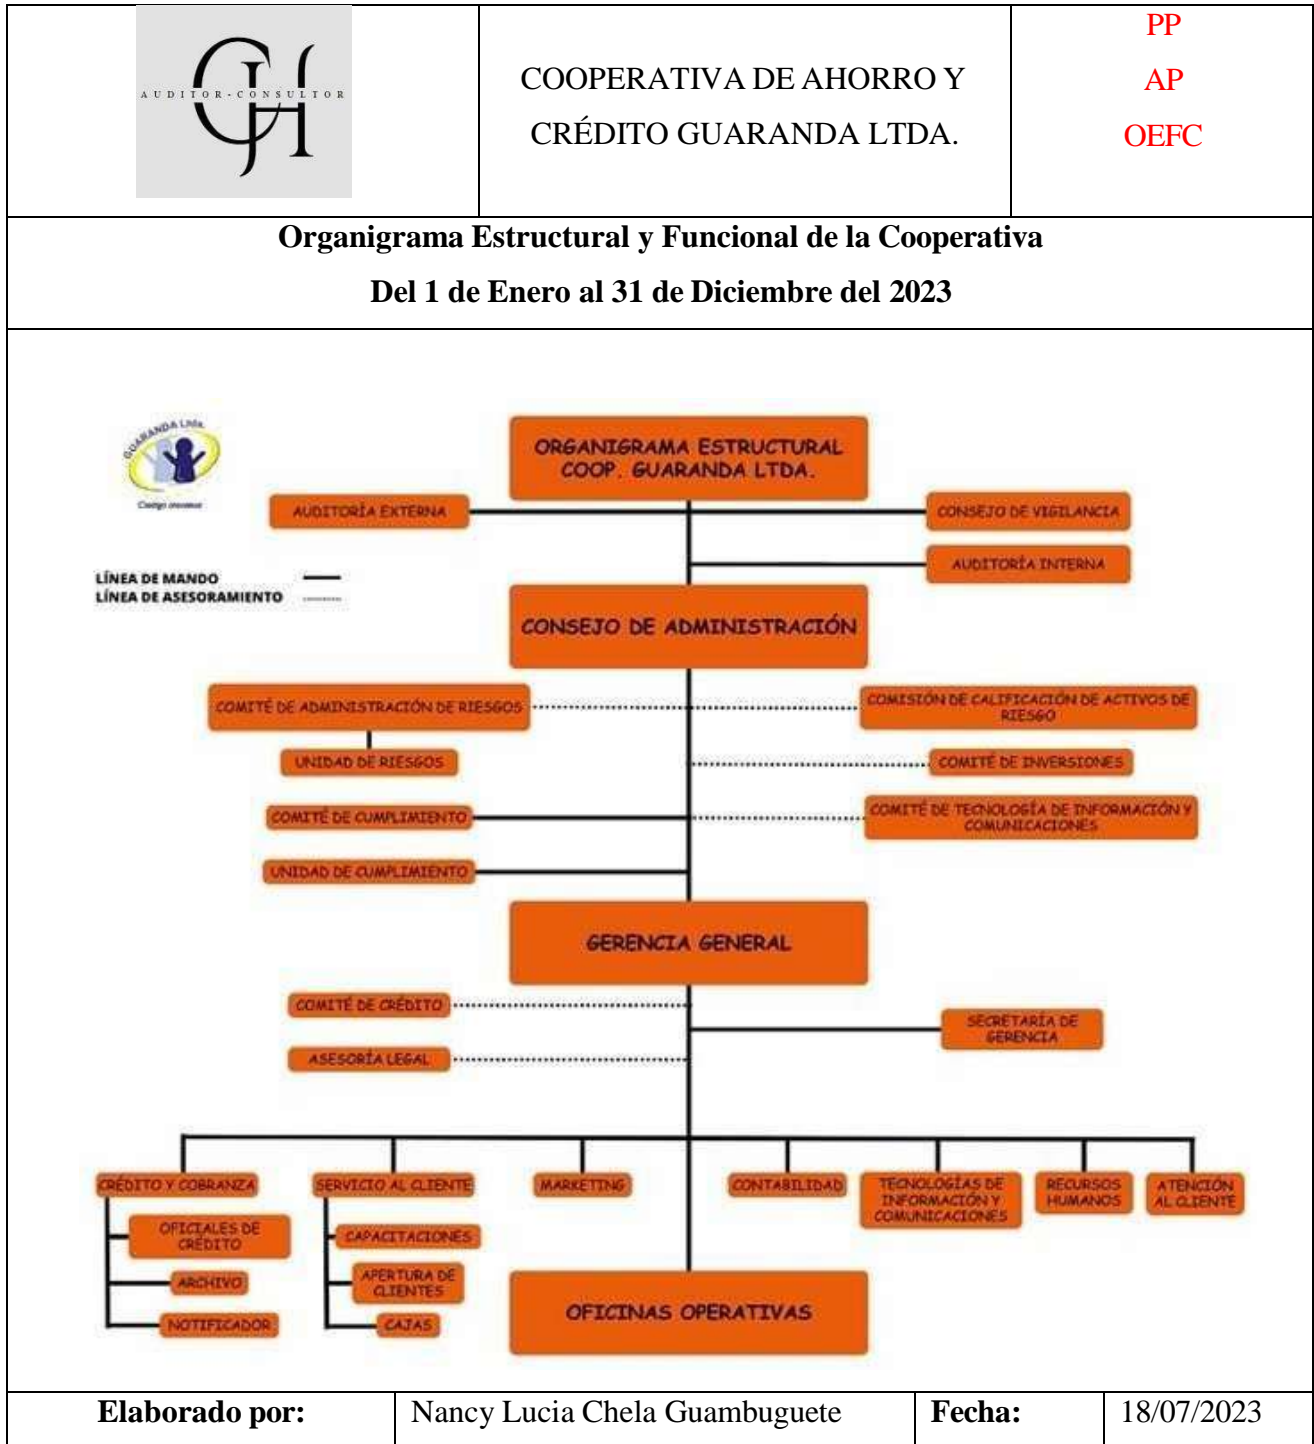 AUDITOR-CONSULTOR
COOPERATIVA DE AHORRO Y
CRÉDITO GUARANDA LTDA.
PP
AP
OEFC
Organigrama Estructural y Funcional de la Cooperativa
Del 1 de Enero al 31 de Diciembre del 2023
GUARANDA Ltda.
ORGANIGRAMA ESTRUCTURAL
COOP. GUARANDA LTDA.
AUDITORÍA EXTERNA
CONSEJO DE VIGILANCIA
AUDITORÍA INTERNA
LÍNEA DE MANDO
LÍNEA DE ASESORAMIENTO
CONSEJO DE ADMINISTRACIÓN
COMITÉ DE ADMINISTRACIÓN DE RIESGOS
COMISIÓN DE CALIFICACIÓN DE ACTIVOS DE
RIESGO
UNIDAD DE RIESGOS
COMITÉ DE INVERSIONES
COMITÉ DE CUMPLIMIENTO
COMITÉ DE TECNOLOGÍA DE INFORMACIÓN Y
COMUNICACIONES
UNIDAD DE CUMPLIMIENTO
GERENCIA GENERAL
COMITÉ DE CRÉDITO
SECRETARÍA DE
GERENCIA
ASESORÍA LEGAL
CRÉDITO Y COBRANZA
SERVICIO AL CLIENTE
MARKETING
CONTABILIDAD
TECNOLOGÍAS DE
INFORMACIÓN Y
COMUNICACIONES
RECURSOS
HUMANOS
ATENCIÓN
AL CLIENTE
OFICIALES DE
CRÉDITO
ARCHIVO
NOTIFICADOR
CAPACITACIONES
APERTURA DE
CLIENTES
CAJAS
OFICINAS OPERATIVAS
Elaborado por:
Nancy Lucia Chela Guambuguete
Fecha:
18/07/2023